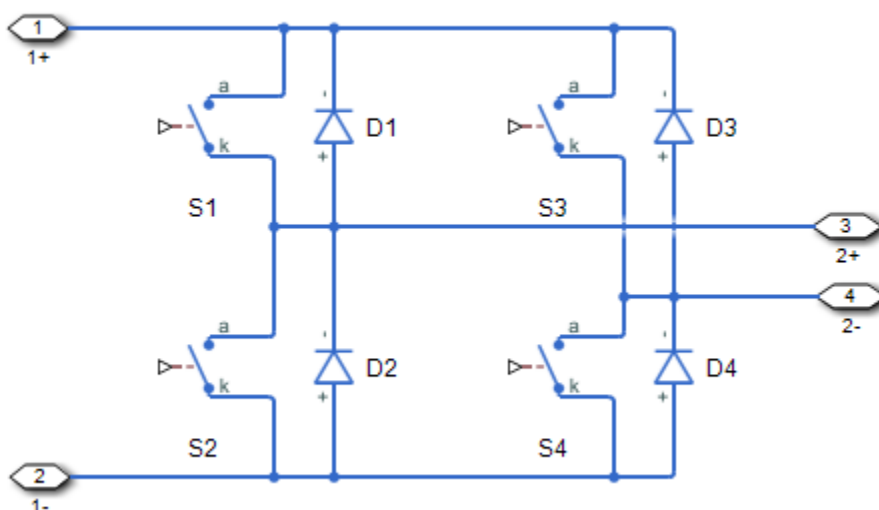 1
1+
a
k
S1
-
D1
+
a
k
S3
-
D3
3
2+
4
2-
a
k
S2
-
D2
+
a
k
S4
-
D4
+
2
1-